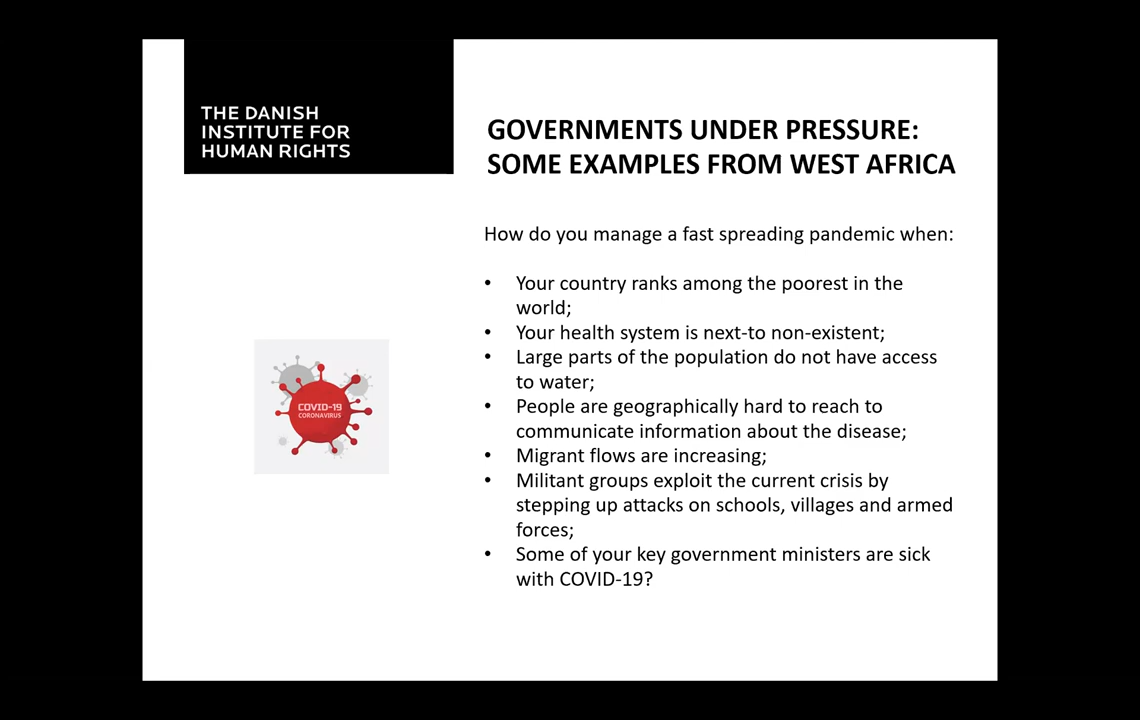 THE DANISH
INSTITUTE FOR
HUMAN RIGHTS
GOVERNMENTS UNDER PRESSURE:
SOME EXAMPLES FROM WEST AFRICA
How do you manage a fast spreading pandemic when:
• Your country ranks among the poorest in the
world;
• Your health system is next-to non-existent;
• Large parts of the population do not have access
to water;
• People are geographically hard to reach to
communicate information about the disease;
• Migrant flows are increasing;
• Militant groups exploit the current crisis by
stepping up attacks on schools, villages and armed
forces;
• Some of your key government ministers are sick
with COVID-19?
COVID-19
CORONAVIRUS